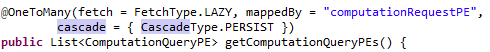 @OneToMany(fetch = FetchType.LAZY, mappedBy = "computationRequestPE",
cascade = { CascadeType.PERSIST })
public List<ComputationQueryPE> getComputationQueryPEs() {